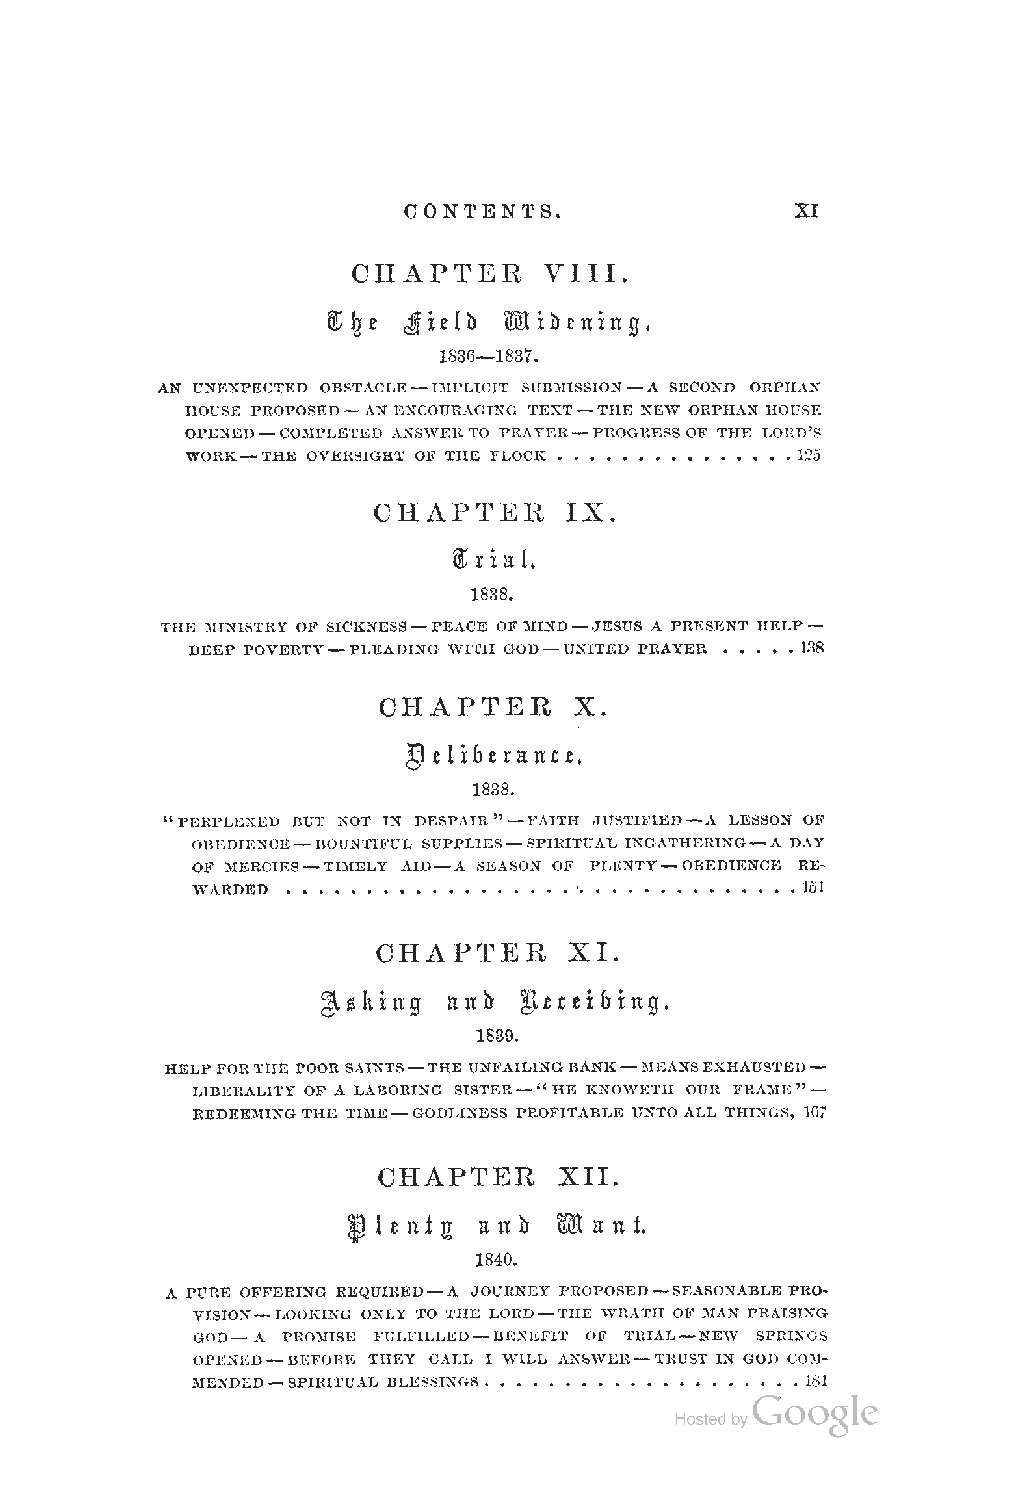 CONTENTS. XI
CHAPTER VIII.
The Field Widening.
1836—1837.
AN UNEXPECTED OBSTACLE—IMPLICIT SUBMISSION—A SECOND ORPHAN
HOUSE PROPOSED—AN ENCOURAGING TEXT—THE NEW ORPHAN HOUSE
OPENED—COMPLETED ANSWER TO PRAYER—PROGRESS OF THE LORD'S
WORK—THE OVERSIGHT OF THE FLOCK . . . . . . . . . . . . . . . 125
CHAPTER IX.
Trial.
1838.
THE MINISTRY OF SICKNESS—PEACE OF MIND—JESUS A PRESENT HELP—
DEEP POVERTY—PLEADING WITH GOD—UNITED PRAYER . . . . . 138
CHAPTER X.
Deliberance.
1838.
"PERPLEXED BUT NOT IN DESPAIR"—FAITH JUSTIFIED—A LESSON OF
OBEDIENCE—BOUNTIFUL SUPPLIES—SPIRITUAL INGATHERING—A DAY
OF MERCIES—TIMELY AID—A SEASON OF PLENTY—OBEDIENCE RE-
WARDED . . . . . . . . . . . . . . . . . . . . . . . . . . . . . . . . 151
CHAPTER XI.
Asking and Receibing.
1839.
HELP FOR THE POOR SAINTS—THE UNFAILING BANK—MEANS EXHAUSTED—
LIBERALITY OF A LABORING SISTER—"HE KNOWETH OUR FRAME"—
REDEEMING THE TIME—GODLINESS PROFITABLE UNTO ALL THINGS, 167
CHAPTER XII.
Plenty and Want.
1840.
A PURE OFFERING REQUIRED—A JOURNEY PROPOSED—SEASONABLE PRO-
VISION—LOOKING ONLY TO THE LORD—THE WRATH OF MAN PRAISING
GOD—A PROMISE FULFILLED—BENEFIT OF TRIAL—NEW SPRINGS
OPENED—BEFORE THEY CALL I WILL ANSWER—TRUST IN GOD COM-
MENDED—SPIRITUAL BLESSINGS . . . . . . . . . . . . . . . . . . . . 181
Hosted by Google